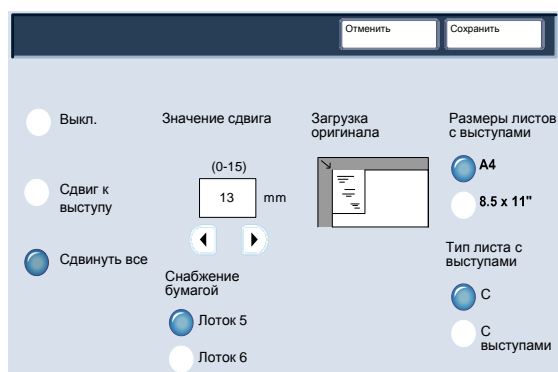 Отменить
Сохранить
Выкл.
Сдвиг к
выступу
Сдвинуть все
Значение сдвига
(0-15)
13 mm
Снабжение
бумагой
Лоток 5
Лоток 6
Загрузка
оригинала
Размеры листов
с выступами
A4
8.5 x 11"
Тип листа с
выступами
С
С
выступами